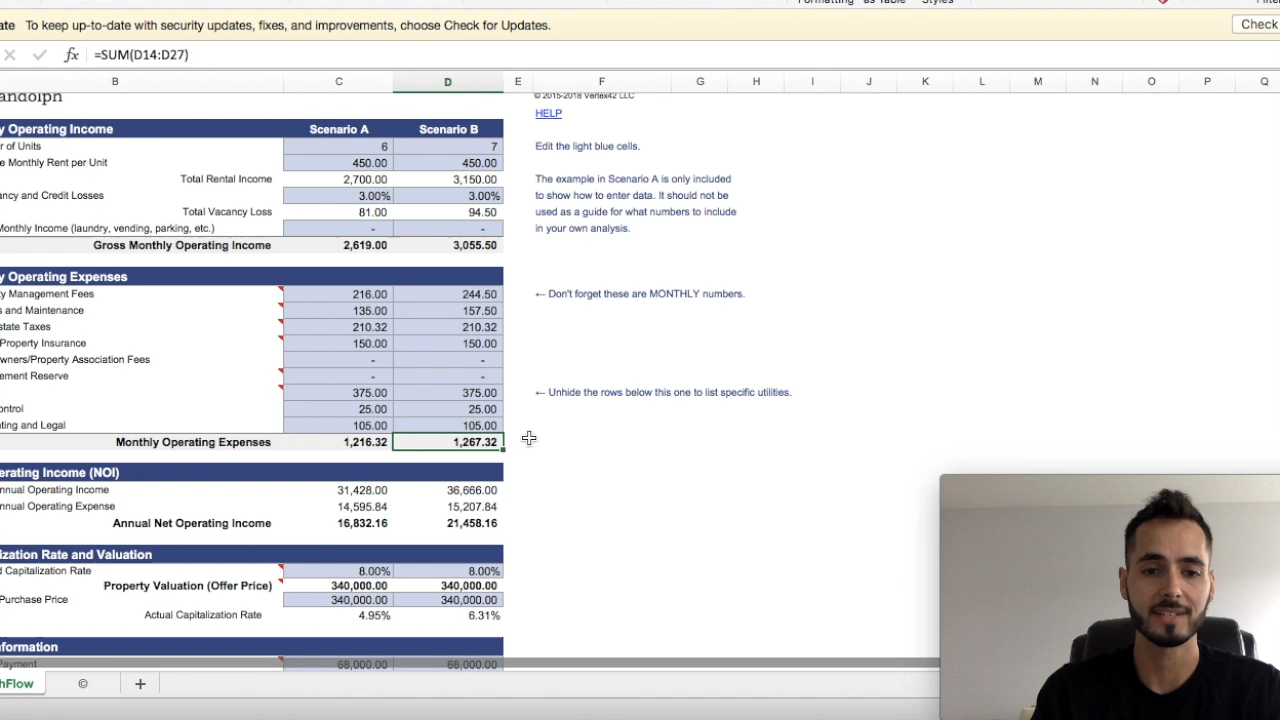 ate To keep up-to-date with security updates, fixes, and improvements, choose Check for Updates. Check
fx =SUM(D14:D27)
B C D E F G H I J K L M N O P Q
andolph © 2015-2018 Vertex42 LLC
HELP
y Operating Income Scenario A Scenario B
r of Units 6 7 Edit the light blue cells.
e Monthly Rent per Unit 450.00 450.00
Total Rental Income 2,700.00 3,150.00 The example in Scenario A is only included
ancy and Credit Losses 3.00% 3.00% to show how to enter data. It should not be
Total Vacancy Loss 81.00 94.50 used as a guide for what numbers to include
Monthly Income (laundry, vending, parking, etc.) - - in your own analysis.
Gross Monthly Operating Income 2,619.00 3,055.50
y Operating Expenses
ty Management Fees 216.00 244.50 ← Don't forget these are MONTHLY numbers.
s and Maintenance 135.00 157.50
state Taxes 210.32 210.32
Property Insurance 150.00 150.00
wners/Property Association Fees - -
ement Reserve - -
375.00 375.00 ← Unhide the rows below this one to list specific utilities.
ontrol 25.00 25.00
nting and Legal 105.00 105.00
Monthly Operating Expenses 1,216.32 1,267.32
erating Income (NOI)
nnual Operating Income 31,428.00 36,666.00
nnual Operating Expense 14,595.84 15,207.84
Annual Net Operating Income 16,832.16 21,458.16
ization Rate and Valuation
d Capitalization Rate 8.00% 8.00%
Property Valuation (Offer Price) 340,000.00 340,000.00
Purchase Price 340,000.00 340,000.00
Actual Capitalization Rate 4.95% 6.31%
nformation
Payment 68,000.00 68,000.00
hFlow © +